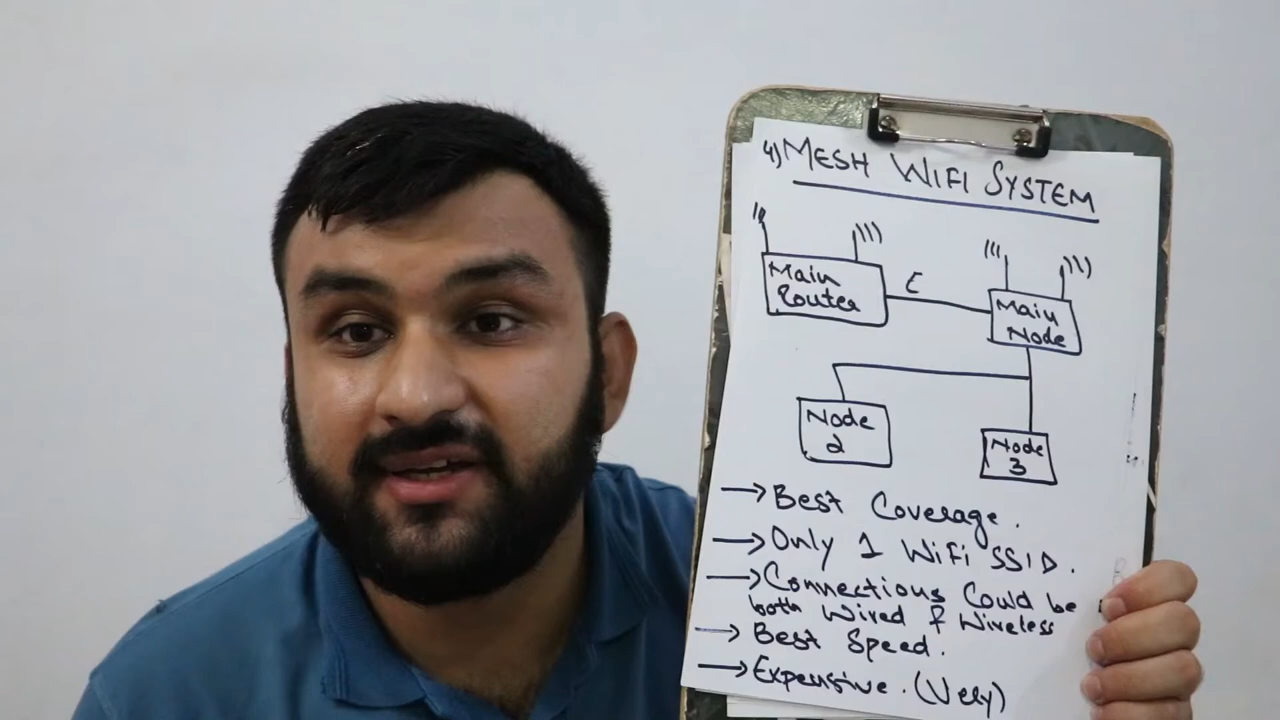 4) MESH WIFI SYSTEM
Main
Router
E
Main
Node
Node
2
Node
3
→ Best Coverage.
→ Only 1 WiFi SSID.
→ Connections Could be
both Wired & Wireless
→ Best Speed.
→ Expensive. (Very)